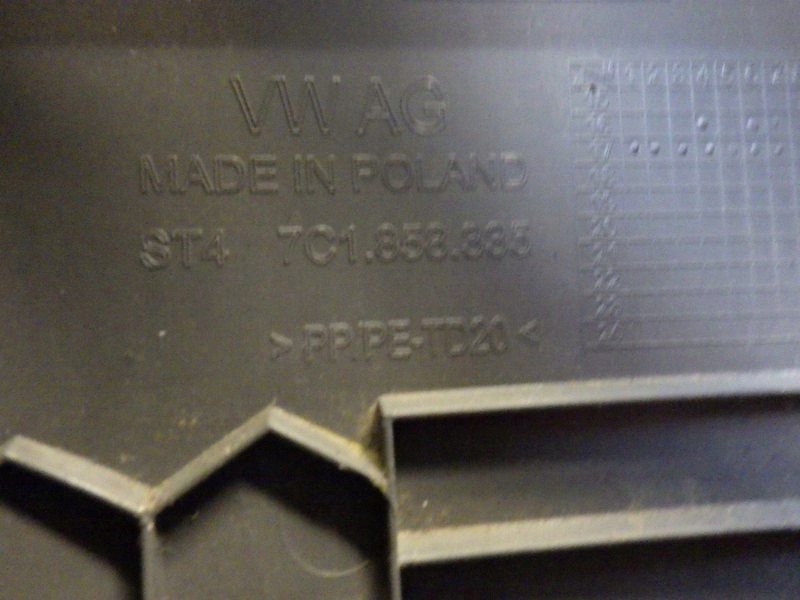 VW AG
MADE IN POLAND
ST4 7C1.858.335
> PP/PE-TD20 <